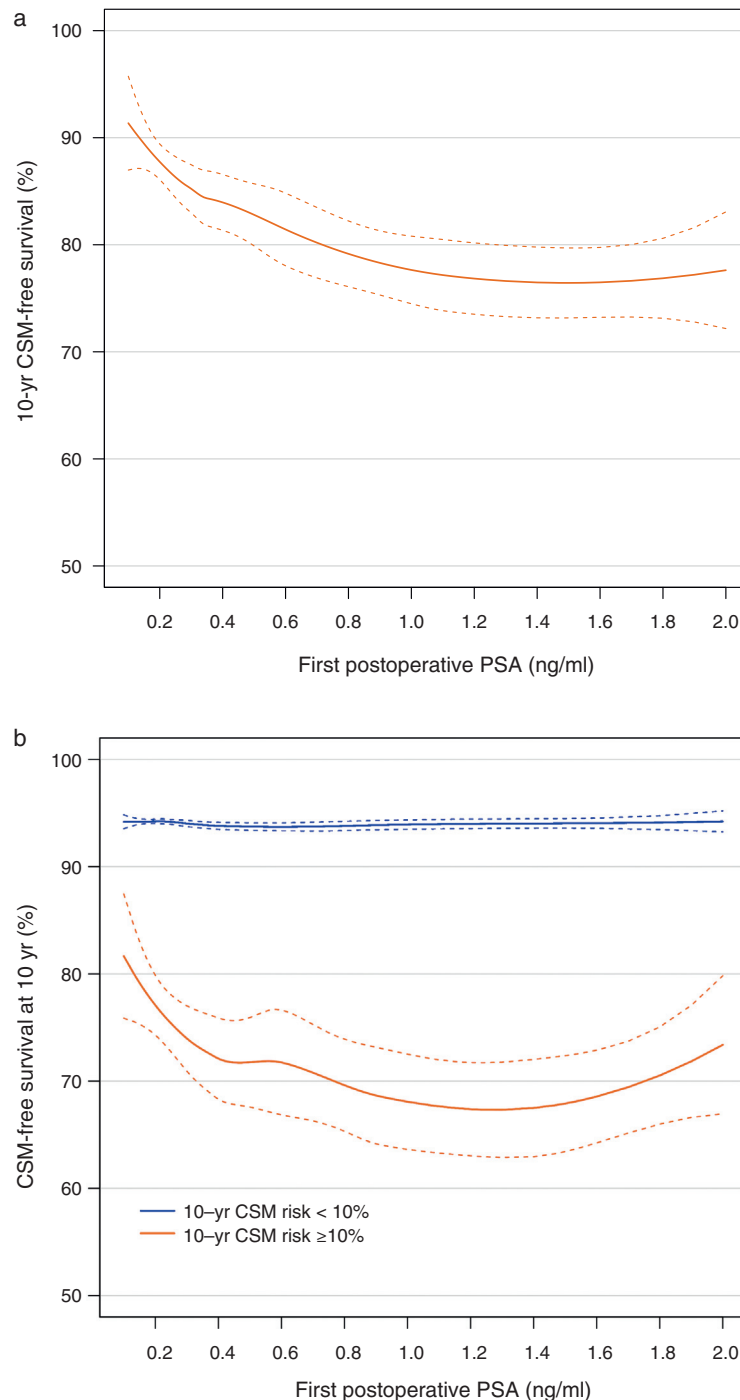 a
100
90
80
70
60
50
10-yr CSM-free survival (%)
0.2 0.4 0.6 0.8 1.0 1.2 1.4 1.6 1.8 2.0
First postoperative PSA (ng/ml)
b
100
90
80
70
60
50
CSM-free survival at 10 yr (%)
10–yr CSM risk < 10%
10–yr CSM risk ≥10%
0.2 0.4 0.6 0.8 1.0 1.2 1.4 1.6 1.8 2.0
First postoperative PSA (ng/ml)